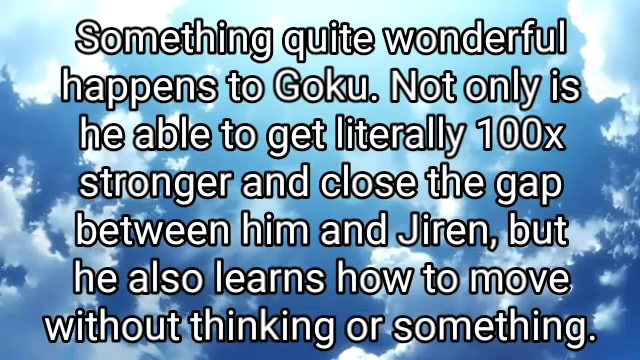 Something quite wonderful
happens to Goku. Not only is
he able to get literally 100x
stronger and close the gap
between him and Jiren, but
he also learns how to move
without thinking or something.